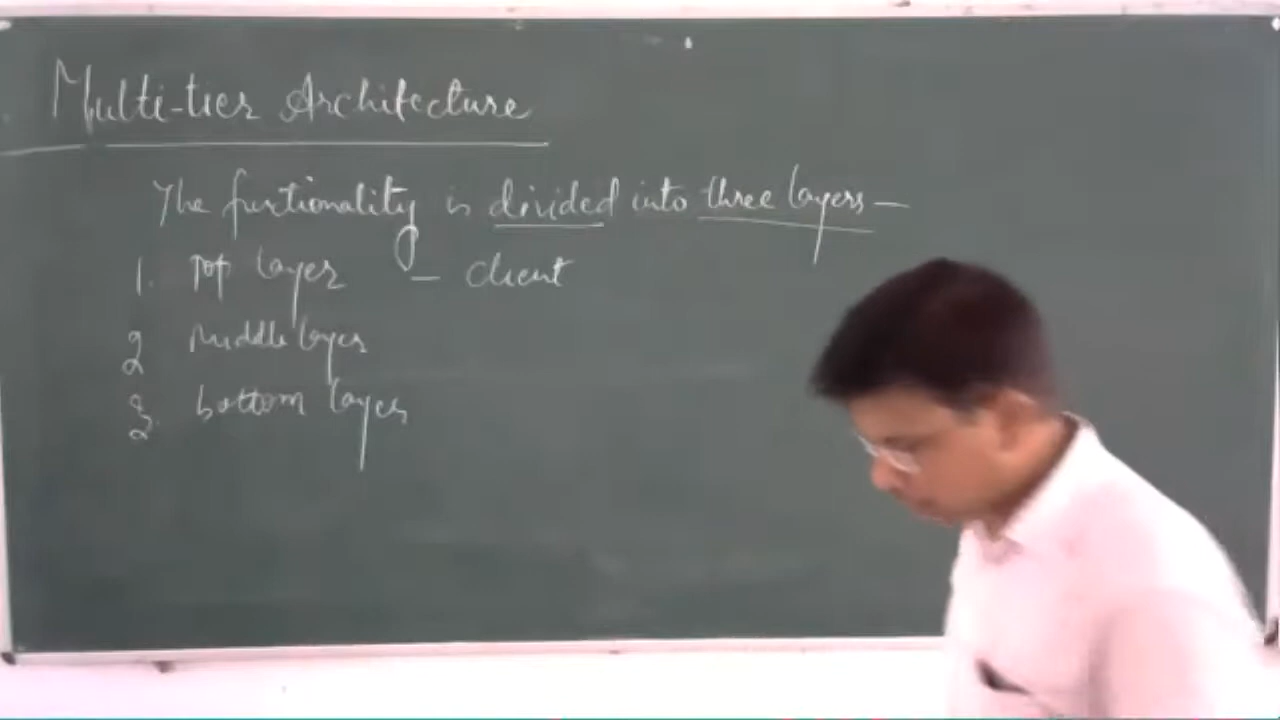 Multi-tier Architecture
The funtionality is divided into three layers —
1. top layer — client
2 Middle layer
3. bottom layer